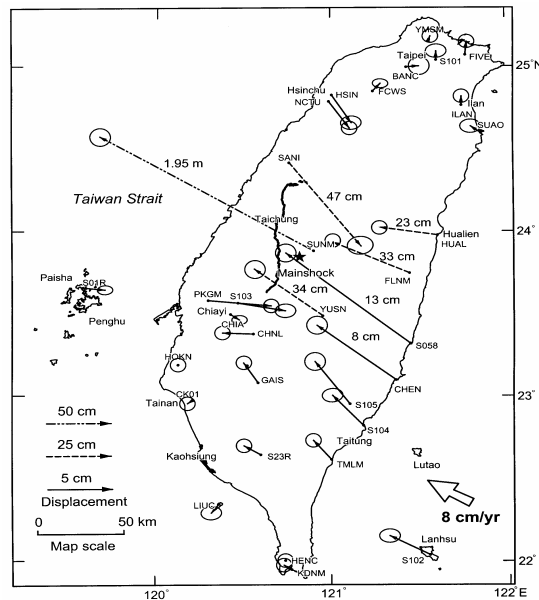 YMSM
Taipei
S101
FIVE
25°N
BANC
FCWS
Hsinchu
HSIN
NCTU
Ilan
ILAN
SUAO
1.95 m
SANI
47 cm
Taiwan Strait
Taichung
23 cm
Hualien
HUAL
24°
SUNM
33 cm
Mainshock
FLNM
Paisha
S01R
34 cm
13 cm
PKGM
S103
YUSN
Chiayi
Penghu
CHIA
CHNL
8 cm
S058
HOKN
CHEN
GAIS
23°
CK01
Tainan
S105
50 cm
S104
Taitung
25 cm
Kaohsiung
S23R
TMLM
Lutao
5 cm
Displacement
LIUC
8 cm/yr
0 50 km
Map scale
Lanhsu
S102
HENC
22°
KDNM
120° 121° 122°E